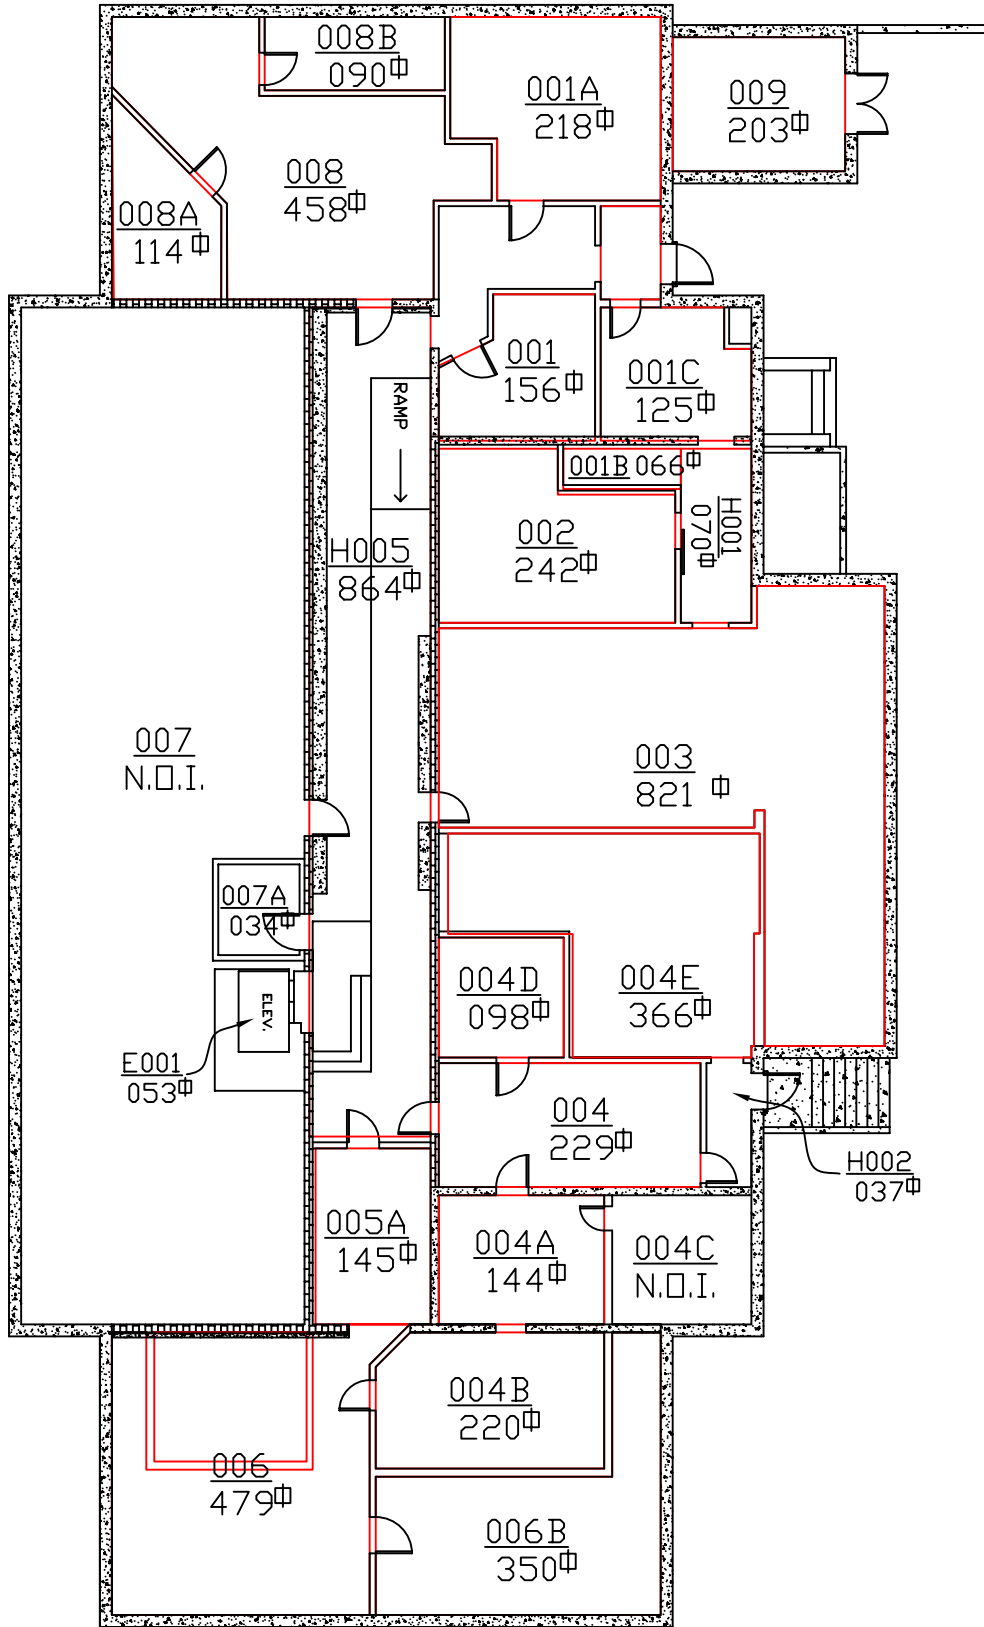 008B
090⌷
001A
218⌷
009
203⌷
008
458⌷
008A
114⌷
001
156⌷
001C
125⌷
RAMP
001B 066⌷
002
242⌷
H001
070⌷
H005
864⌷
007
N.O.I.
003
821⌷
007A
034⌷
004D
098⌷
004E
366⌷
ELEV.
E001
053⌷
004
229⌷
H002
037⌷
005A
145⌷
004A
144⌷
004C
N.O.I.
004B
220⌷
006
479⌷
006B
350⌷